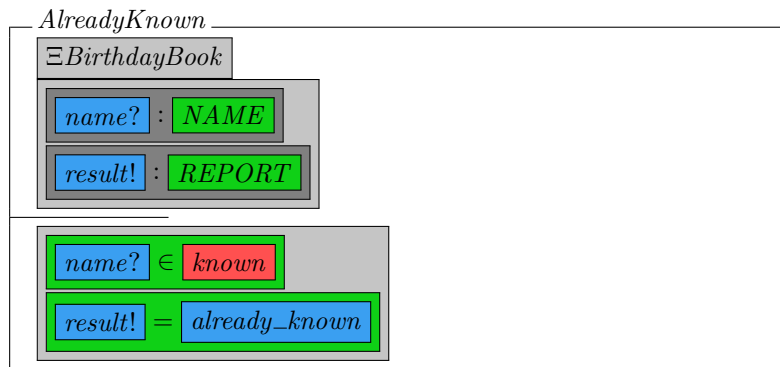 AlreadyKnown
ΞBirthdayBook
name? : NAME
result! : REPORT
name? ∈ known
result! = already_known